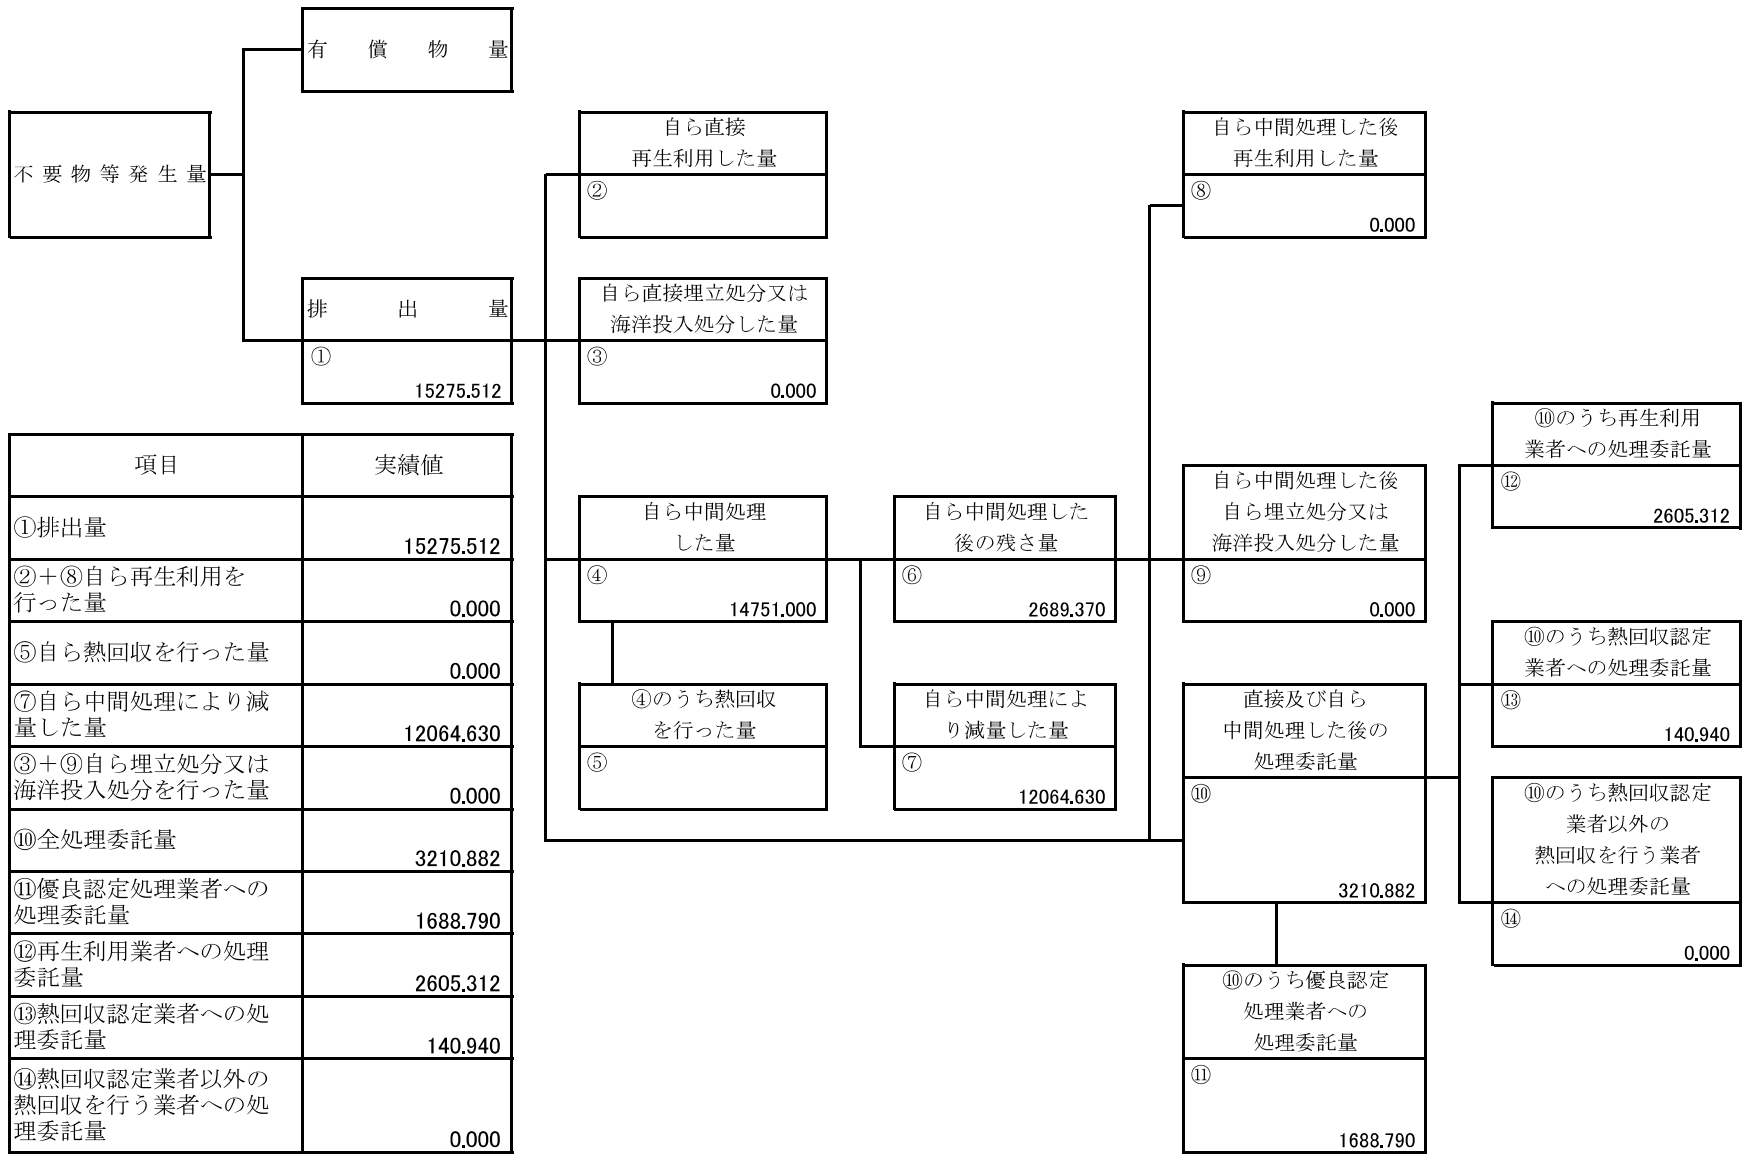 有償物量
不要物等発生量
排出量
①
15275.512
自ら直接
再生利用した量
②
自ら直接埋立処分又は
海洋投入処分した量
③
0.000
自ら中間処理
した量
④
14751.000
④のうち熱回収
を行った量
⑤
自ら中間処理した
後の残さ量
⑥
2689.370
自ら中間処理によ
り減量した量
⑦
12064.630
自ら中間処理した後
再生利用した量
⑧
0.000
自ら中間処理した後
自ら埋立処分又は
海洋投入処分した量
⑨
0.000
直接及び自ら
中間処理した後の
処理委託量
⑩
3210.882
⑩のうち優良認定
処理業者への
処理委託量
⑪
1688.790
⑩のうち再生利用
業者への処理委託量
⑫
2605.312
⑩のうち熱回収認定
業者への処理委託量
⑬
140.940
⑩のうち熱回収認定
業者以外の
熱回収を行う業者
への処理委託量
⑭
0.000
項目 実績値
①排出量
15275.512
②＋⑧自ら再生利用を
行った量
0.000
⑤自ら熱回収を行った量
0.000
⑦自ら中間処理により減
量した量
12064.630
③＋⑨自ら埋立処分又は
海洋投入処分を行った量
0.000
⑩全処理委託量
3210.882
⑪優良認定処理業者への
処理委託量
1688.790
⑫再生利用業者への処理
委託量
2605.312
⑬熱回収認定業者への処
理委託量
140.940
⑭熱回収認定業者以外の
熱回収を行う業者への処
理委託量
0.000